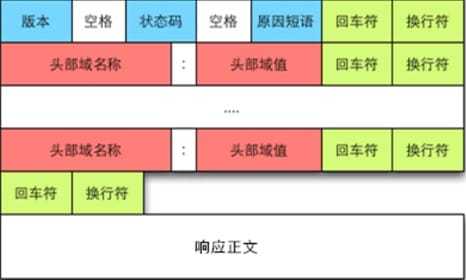 版本 空格 状态码 空格 原因短语 回车符 换行符
头部域名称 : 头部域值 回车符 换行符
....
头部域名称 : 头部域值 回车符 换行符
回车符 换行符
响应正文